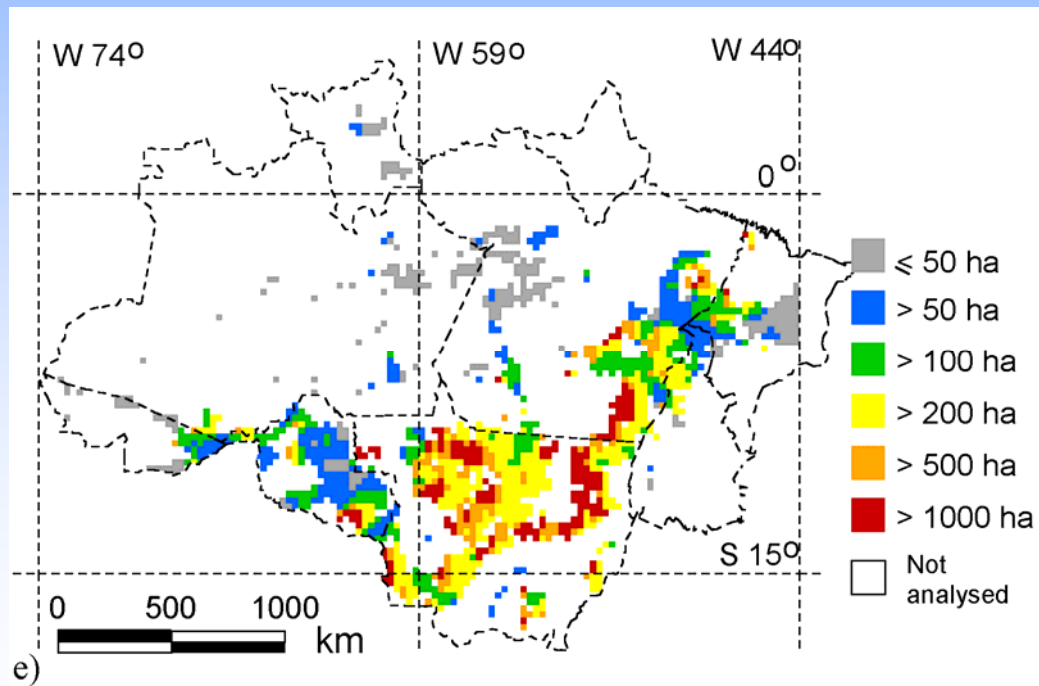 W 74º
W 59º
W 44º
0º
⩽ 50 ha
> 50 ha
> 100 ha
> 200 ha
> 500 ha
> 1000 ha
Not
analysed
S 15º
0 500 1000
km
e)